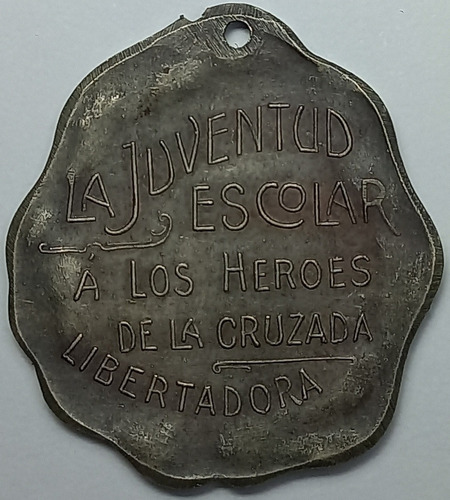 LA JUVENTUD
ESCOLAR
Á LOS HEROES
DE LA CRUZADA
LIBERTADORA